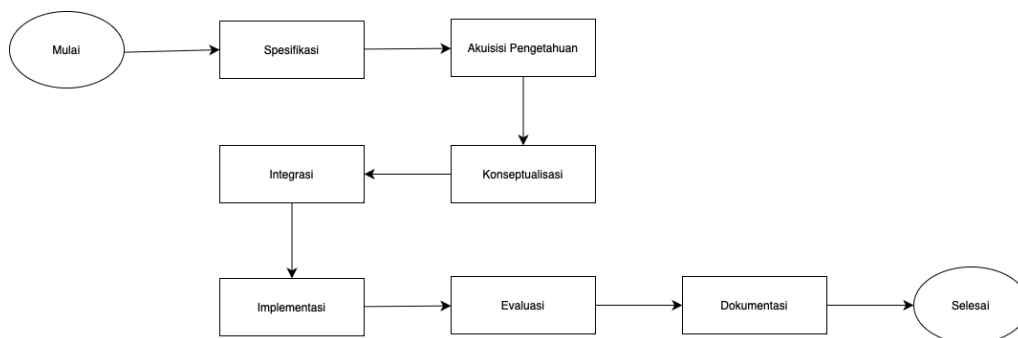 Mulai
Spesifikasi
Akuisisi Pengetahuan
Konseptualisasi
Integrasi
Implementasi
Evaluasi
Dokumentasi
Selesai